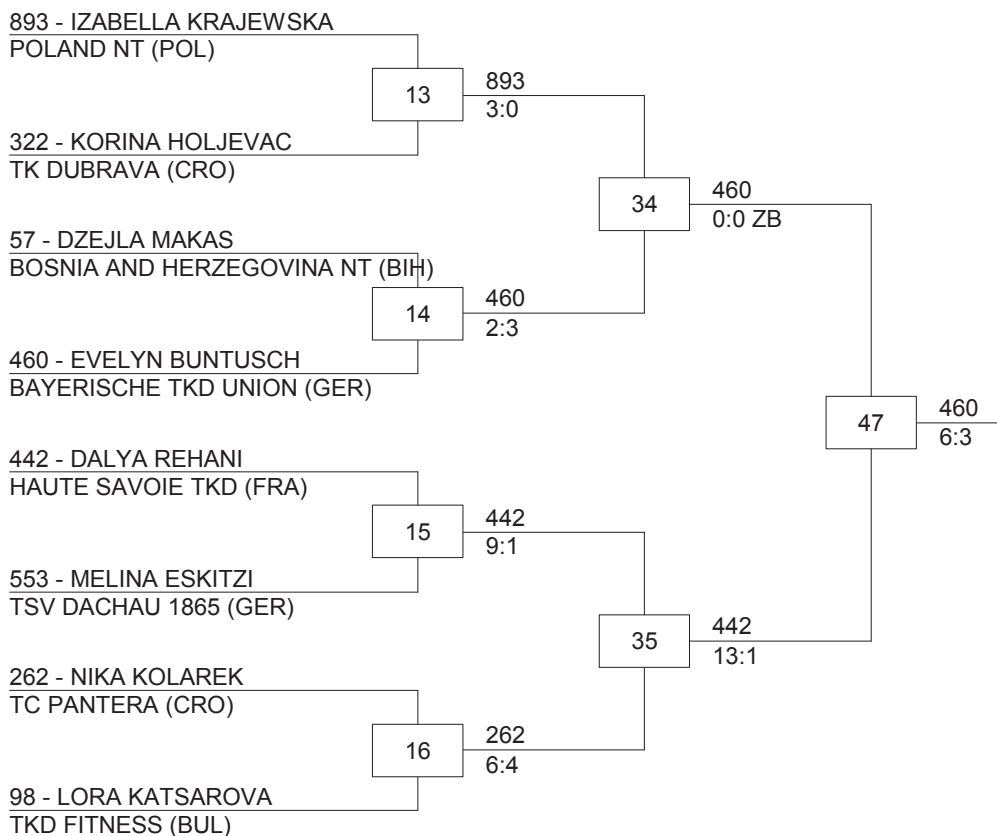 893 - IZABELLA KRAJEWSKA
POLAND NT (POL)
13
893
3:0
322 - KORINA HOLJEVAC
TK DUBRAVA (CRO)
34
460
0:0 ZB
57 - DZEJLA MAKAS
BOSNIA AND HERZEGOVINA NT (BIH)
14
460
2:3
460 - EVELYN BUNTUSCH
BAYERISCHE TKD UNION (GER)
47
460
6:3
442 - DALYA REHANI
HAUTE SAVOIE TKD (FRA)
15
442
9:1
553 - MELINA ESKITZI
TSV DACHAU 1865 (GER)
35
442
13:1
262 - NIKA KOLAREK
TC PANTERA (CRO)
16
262
6:4
98 - LORA KATSAROVA
TKD FITNESS (BUL)